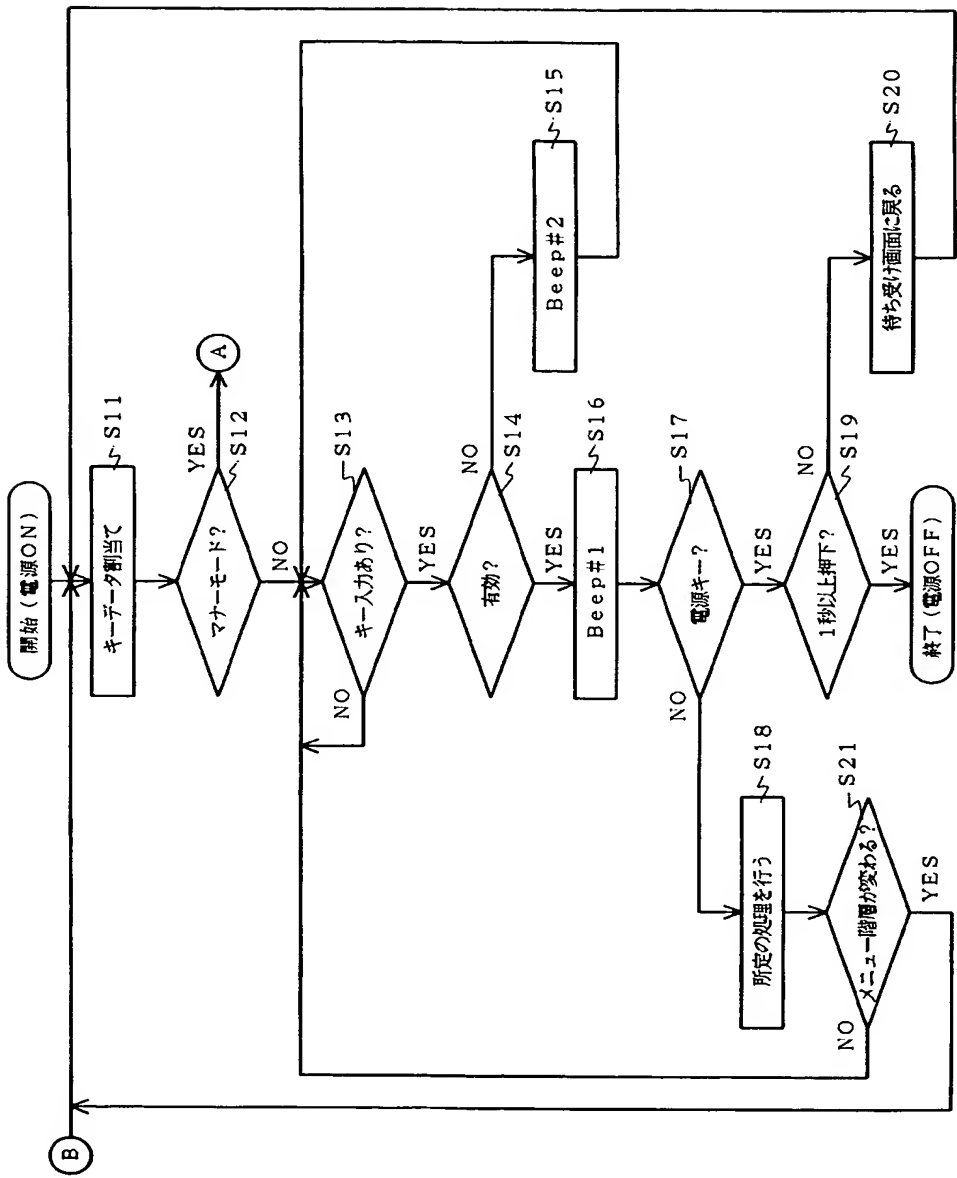 開始(電源ON)
キーデータ割当て
S11
マナーモード?
S12
YES
A
NO
キー入力あり?
S13
NO
YES
有効?
S14
NO
YES
Beep#2
S15
Beep#1
S16
電源キー?
S17
NO
YES
所定の処理を行う
S18
1秒以上押下?
S19
NO
YES
待ち受け画面に戻る
S20
メニュー階層が変わる?
S21
NO
YES
終了(電源OFF)
B